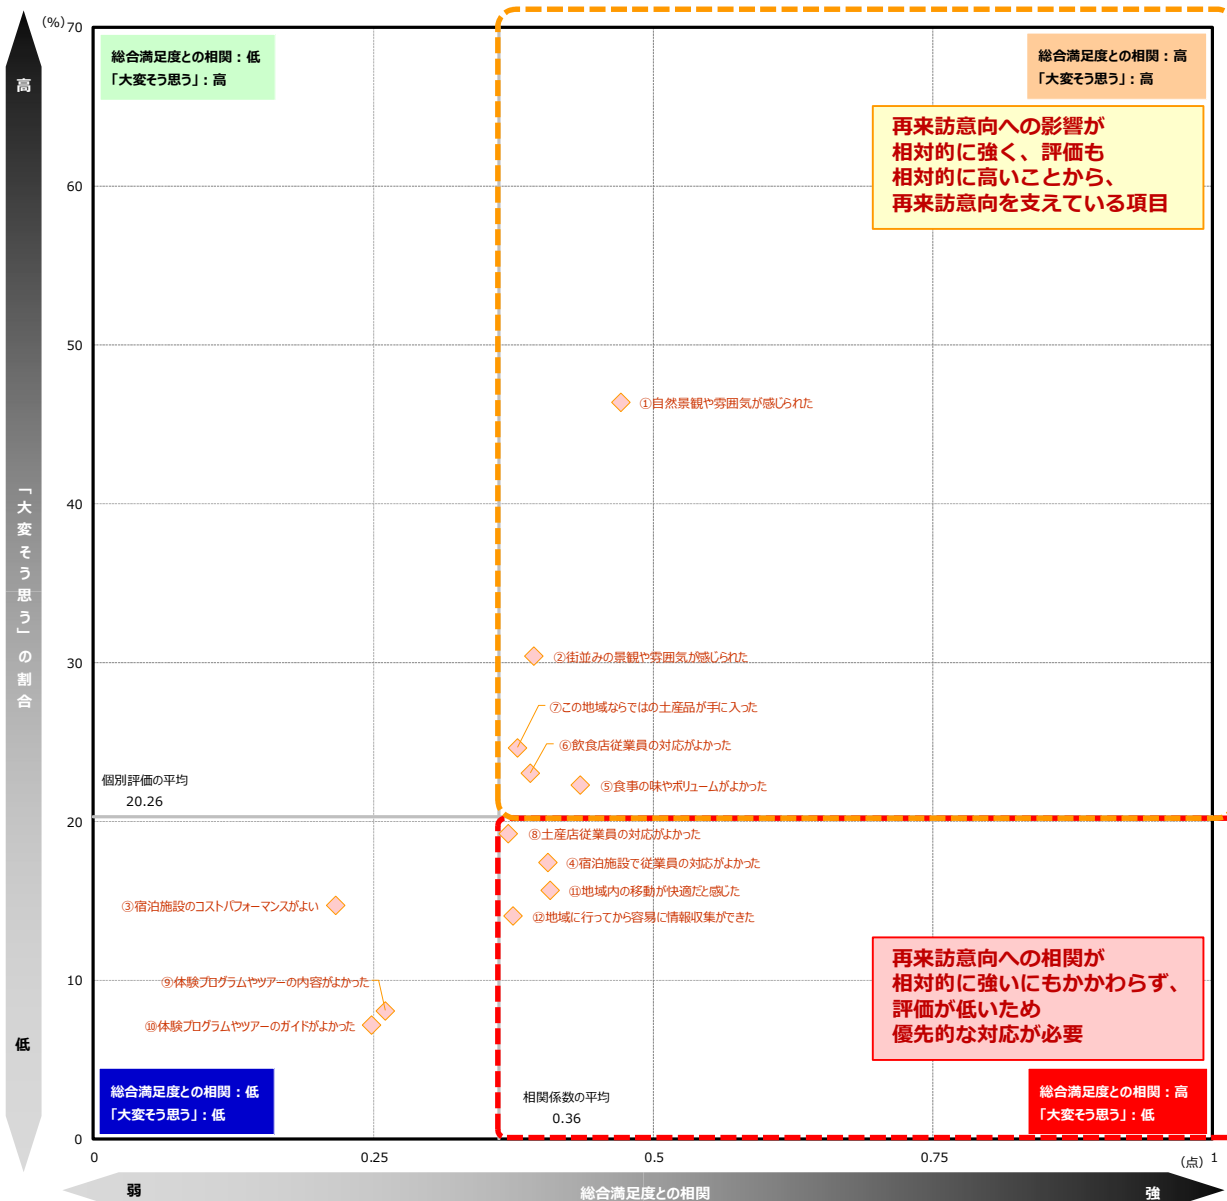 (%)
70
60
50
40
30
20
10
0
高
「大変そう思う」の割合
低
総合満足度との相関：低
「大変そう思う」：高
総合満足度との相関：高
「大変そう思う」：高
再来訪意向への影響が
相対的に強く、評価も
相対的に高いことから、
再来訪意向を支えている項目
①自然景観や雰囲気が感じられた
②街並みの景観や雰囲気が感じられた
⑦この地域ならではの土産品が手に入った
⑥飲食店従業員の対応がよかった
⑤食事の味やボリュームがよかった
個別評価の平均
20.26
⑧土産店従業員の対応がよかった
④宿泊施設で従業員の対応がよかった
⑪地域内の移動が快適だと感じた
③宿泊施設のコストパフォーマンスがよい
⑫地域に行ってから容易に情報収集ができた
⑨体験プログラムやツアーの内容がよかった
⑩体験プログラムやツアーのガイドがよかった
再来訪意向への相関が
相対的に強いにもかかわらず、
評価が低いため
優先的な対応が必要
総合満足度との相関：低
「大変そう思う」：低
相関係数の平均
0.36
総合満足度との相関：高
「大変そう思う」：低
0
0.25
0.5
0.75
(点)
1
弱
総合満足度との相関
強